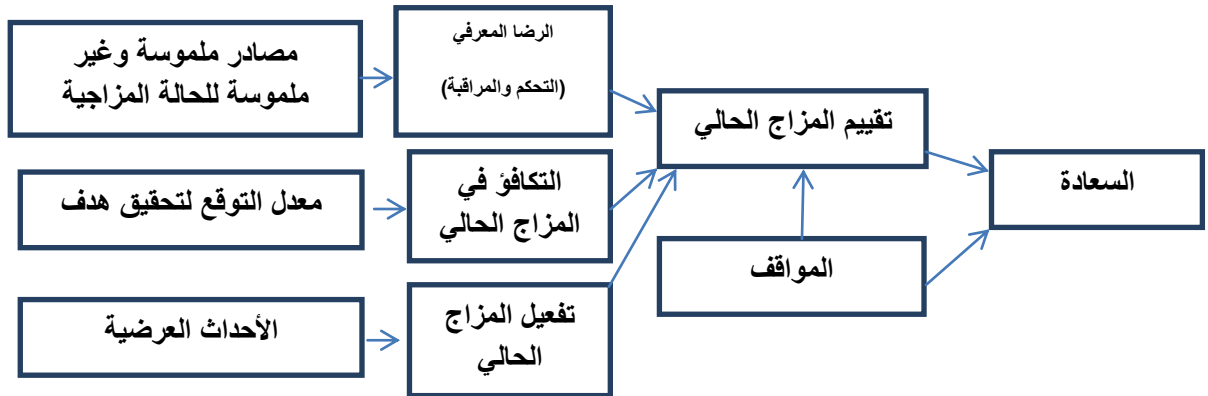 مصادر ملموسة وغير
ملموسة للحالة المزاجية
الرضا المعرفي
(التحكم والمراقبة)
تقييم المزاج الحالي
السعادة
معدل التوقع لتحقيق هدف
التكافؤ في
المزاج الحالي
المواقف
الأحداث العرضية
تفعيل المزاج
الحالي